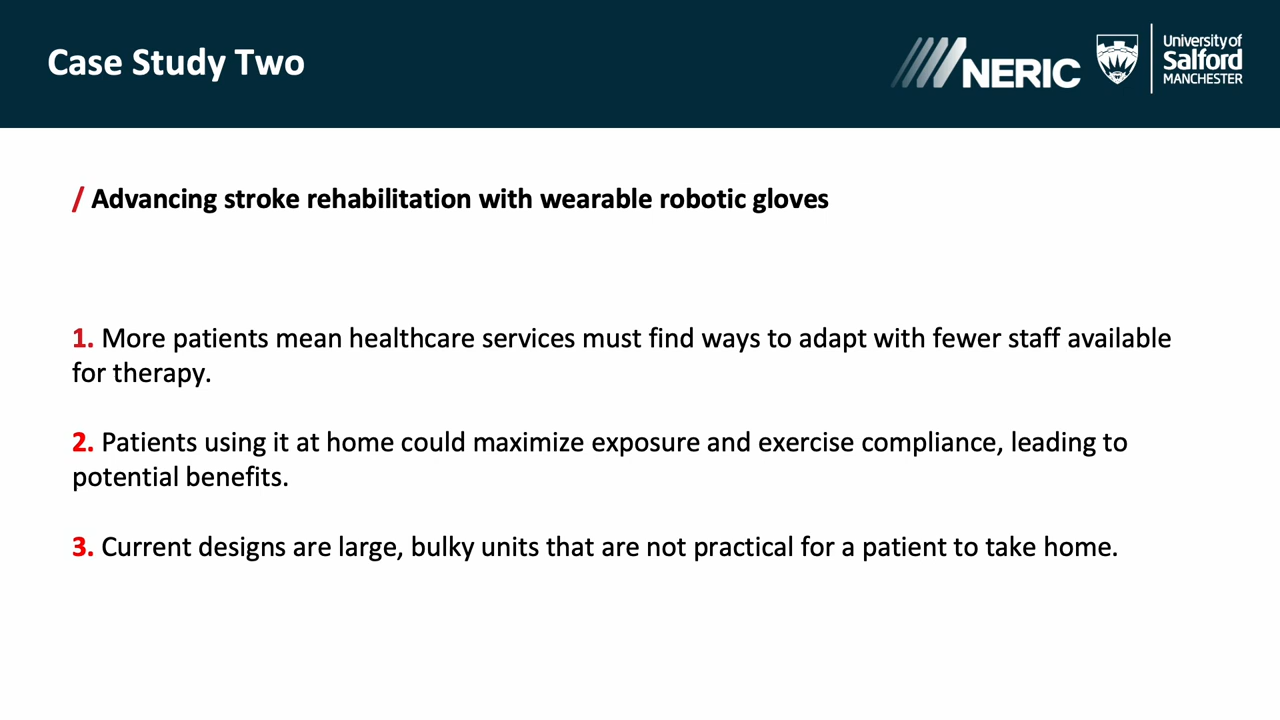 Case Study Two
NERIC
University of
Salford
MANCHESTER
/ Advancing stroke rehabilitation with wearable robotic gloves
1. More patients mean healthcare services must find ways to adapt with fewer staff available
for therapy.
2. Patients using it at home could maximize exposure and exercise compliance, leading to
potential benefits.
3. Current designs are large, bulky units that are not practical for a patient to take home.